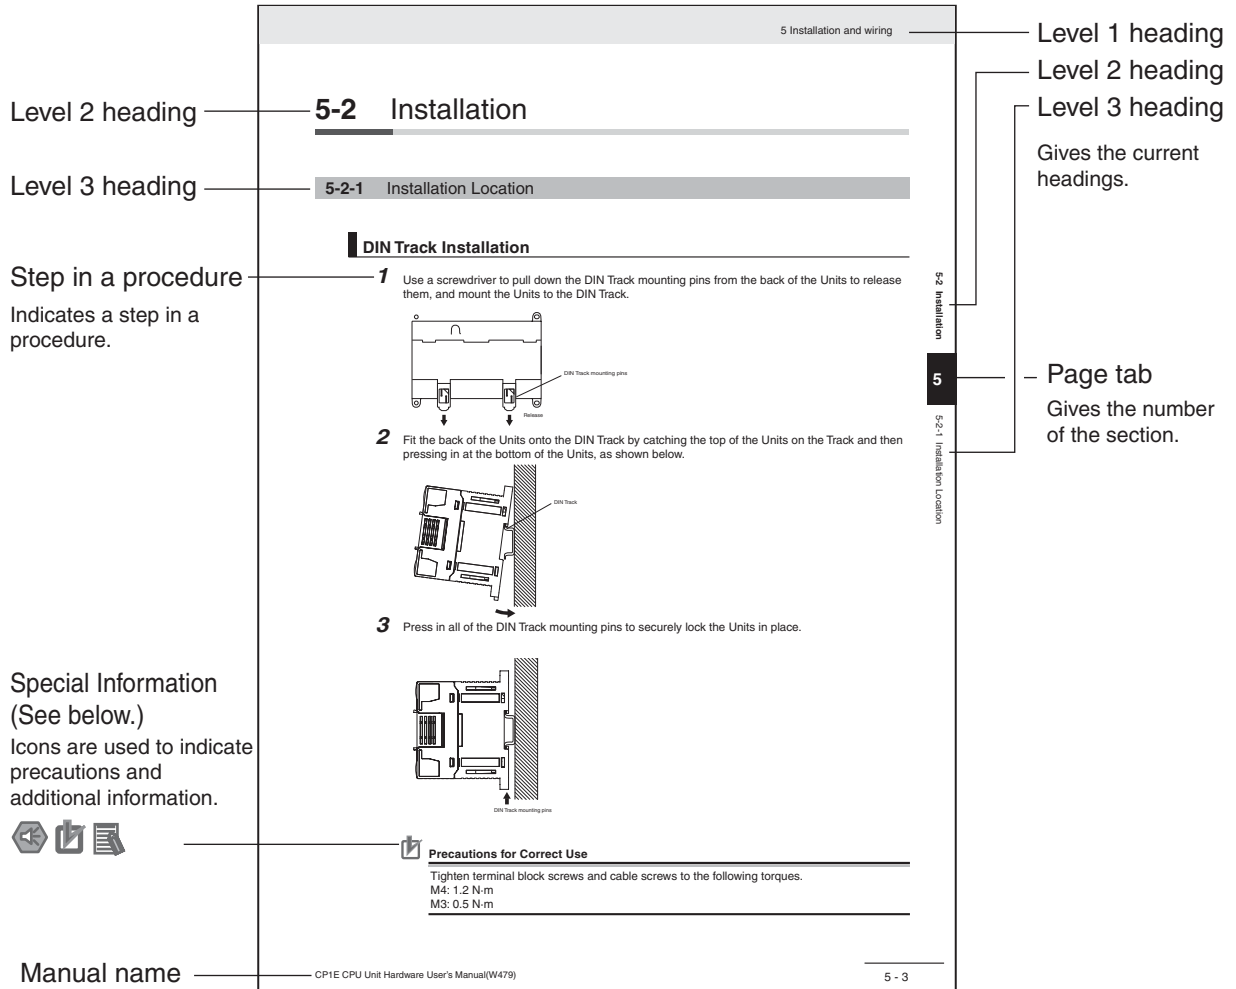 5 Installation and wiring
Level 1 heading
Level 2 heading
Level 3 heading
Gives the current
headings.
Level 2 heading
5-2 Installation
Level 3 heading
5-2-1 Installation Location
DIN Track Installation
Step in a procedure
Indicates a step in a
procedure.
1 Use a screwdriver to pull down the DIN Track mounting pins from the back of the Units to release
them, and mount the Units to the DIN Track.
DIN Track mounting pins
Release
2 Fit the back of the Units onto the DIN Track by catching the top of the Units on the Track and then
pressing in at the bottom of the Units, as shown below.
DIN Track
3 Press in all of the DIN Track mounting pins to securely lock the Units in place.
DIN Track mounting pins
5-2 Installation
5
5-2-1 Installation Location
Page tab
Gives the number
of the section.
Special Information
(See below.)
Icons are used to indicate
precautions and
additional information.
Precautions for Correct Use
Tighten terminal block screws and cable screws to the following torques.
M4: 1.2 N·m
M3: 0.5 N·m
Manual name
CP1E CPU Unit Hardware User's Manual(W479)
5 - 3